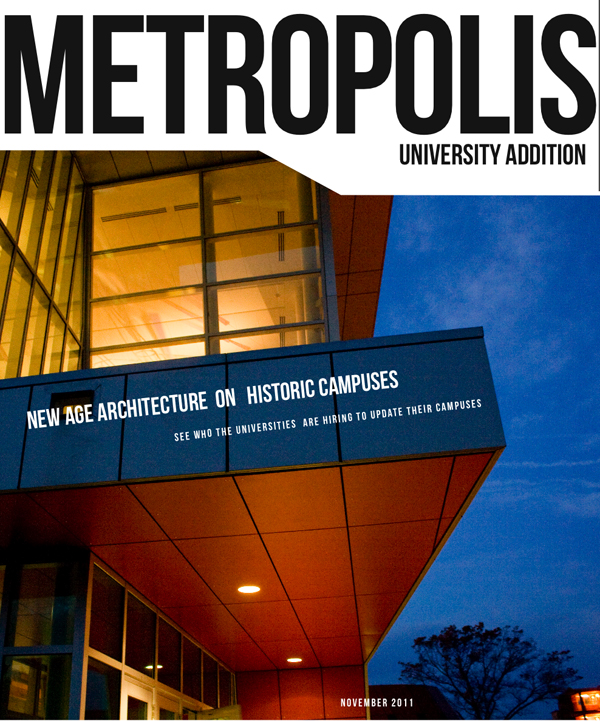 METROPOLIS
UNIVERSITY ADDITION
NEW AGE ARCHITECTURE ON HISTORIC CAMPUSES
SEE WHO THE UNIVERSITIES ARE HIRING TO UPDATE THEIR CAMPUSES
NOVEMBER 2011